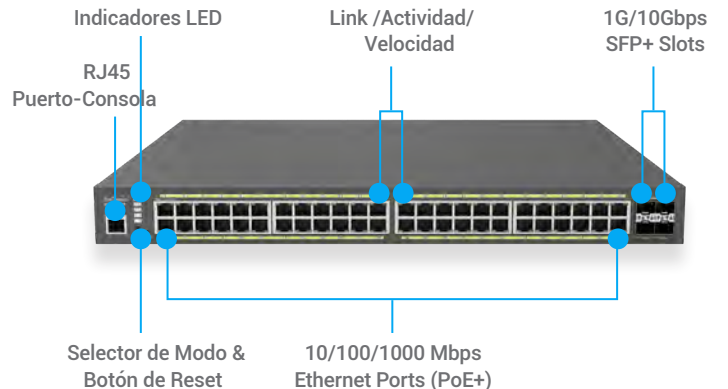 Indicadores LED
Link /Actividad/
Velocidad
1G/10Gbps
SFP+ Slots
RJ45
Puerto-Consola
Selector de Modo &
Botón de Reset
10/100/1000 Mbps
Ethernet Ports (PoE+)